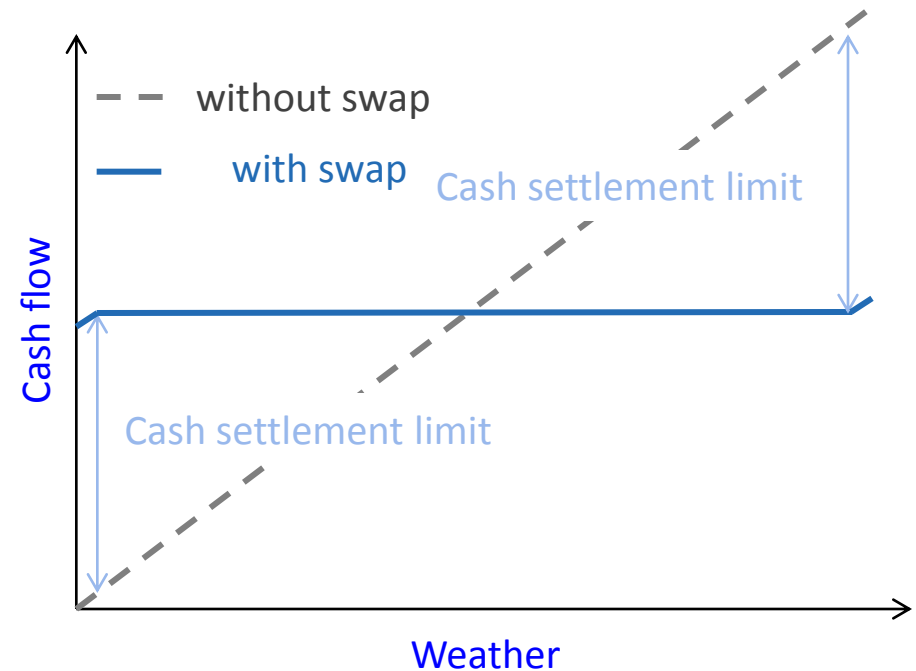 without swap
with swap
Cash settlement limit
Cash flow
Cash settlement limit
Weather